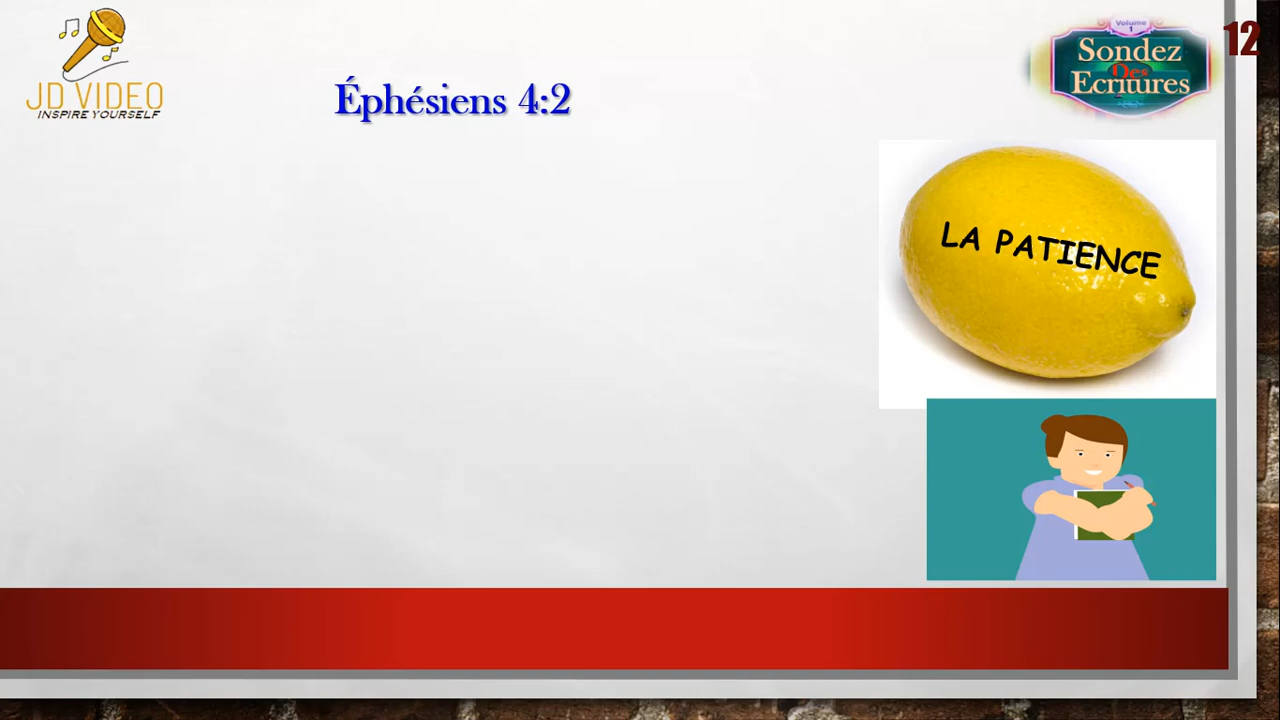 JD VIDEO
INSPIRE YOURSELF
Éphésiens 4:2
Volume
1
Sondez
Des
Ecritures
12
LA PATIENCE